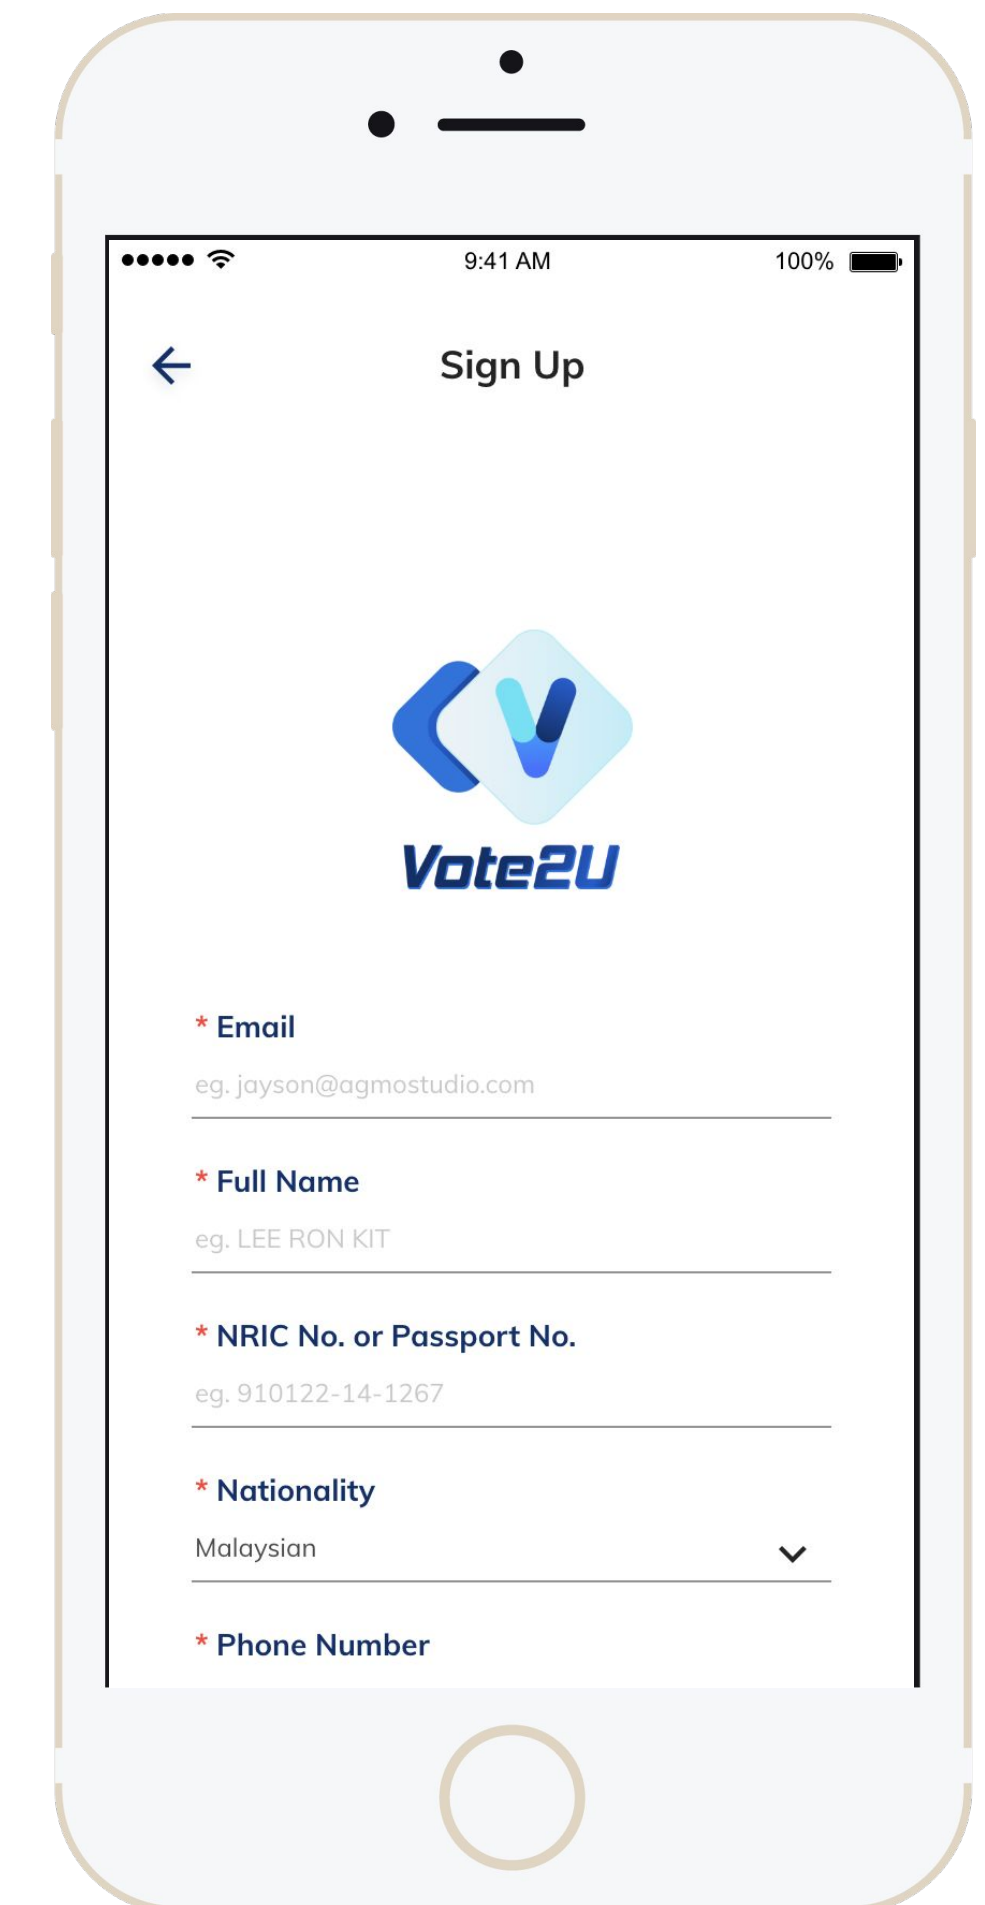 9:41 AM
100%
Sign Up
Vote2U
* Email
eg. jayson@agmostudio.com
* Full Name
eg. LEE RON KIT
* NRIC No. or Passport No.
eg. 910122-14-1267
* Nationality
Malaysian
* Phone Number